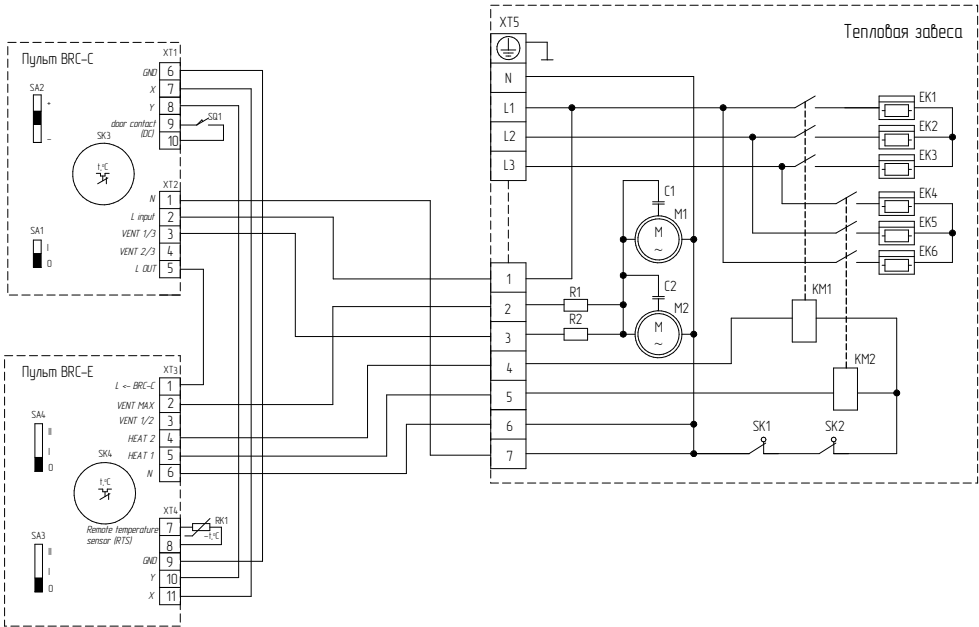 Пульт BRC-C
SA2
+
-
SK3
t,°C
SA1
I
0
XT1
GND 6
X 7
Y 8
door contact 9
(DC) 10
SQ1
XT2
N 1
L input 2
VENT 1/3 3
VENT 2/3 4
L OUT 5
Пульт BRC-E
SA4
II
I
0
SK4
t,°C
SA3
II
I
0
XT3
L <- BRC-C 1
VENT MAX 2
VENT 1/2 3
HEAT 2 4
HEAT 1 5
N 6
XT4
Remote temperature 7
sensor (RTS) 8
RK1
-t,°C
GND 9
Y 10
X 11
Тепловая завеса
XT5
N
L1
L2
L3
1
2
3
4
5
6
7
R1
R2
C1
M1
M
~
C2
M2
M
~
EK1
EK2
EK3
EK4
EK5
EK6
KM1
KM2
SK1
SK2